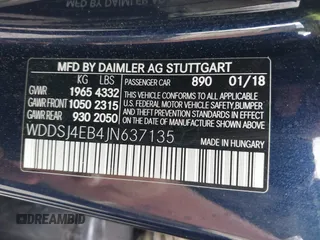 MFD BY DAIMLER AG STUTTGART
KG LBS PASSENGER CAR 890 01/18
GVWR 1965 4332
GAWR FRONT 1050 2315
GAWR REAR 930 2050
THIS VEHICLE CONFORMS TO ALL APPLICABLE
U.S. FEDERAL MOTOR VEHICLE SAFETY,
BUMPER, AND THEFT PREVENTION STANDARDS
IN EFFECT ON THE DATE OF MANUFACTURE
SHOWN ABOVE.
WDDSJ4EB4JN637135 MADE IN HUNGARY
DREAMBID